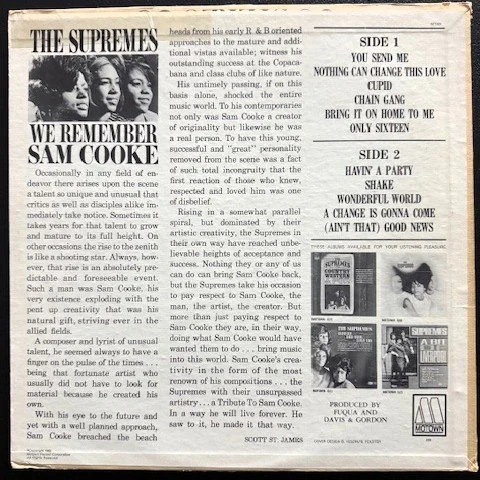 THE SUPREMES
WE REMEMBER
SAM COOKE
Occasionally in any field of en-
deavor there arises upon the scene
a talent so unique and unusual that
critics as well as disciples alike im-
mediately take notice. Sometimes it
takes years for that talent to grow
and mature to its full height. On
other occasions the rise to the zenith
is like a shooting star. Always, how-
ever, that rise is an absolutely pre-
dictable and foreseeable event.
Such a man was Sam Cooke, his
very existence exploding with the
pent up creativity that was his
natural gift, striving ever in the
allied fields.
A composer and lyrist of unusual
talent, he seemed always to have a
finger on the pulse of the times . . .
being that fortunate artist who
usually did not have to look for
material because he created his
own.
With his eye to the future and
yet with a well planned approach,
Sam Cooke breached the beach
heads from his early R & B oriented
approaches to the mature and addi-
tional vistas available; witness his
outstanding success at the Copaca-
bana and class clubs of like nature.
His untimely passing, if on this
basis alone, shocked the entire
music world. To his contemporaries
not only was Sam Cooke a creator
of originality but likewise he was
a real person. To have this young,
successful and "great" personality
removed from the scene was a fact
of such total incongruity that the
first reaction of those who knew,
respected and loved him was one
of disbelief.
Rising in a somewhat parallel
spiral, but dominated by their
artistic creativity, the Supremes in
their own way have reached unbe-
lievable heights of acceptance and
success. Nothing they or any of us
can do can bring Sam Cooke back,
but the Supremes take his occasion
to pay respect to Sam Cooke, the
man, the artist, the creator. But
more than just paying respect to
Sam Cooke they are, in their way,
doing what Sam Cooke would have
wanted them to do . . . bring music
into this world. Sam Cooke's crea-
tivity in the form of the most
renown of his compositions . . . the
Supremes with their unsurpassed
artistry . . . a Tribute To Sam Cooke.
In a way he will live forever. He
saw to it, he made it that way.
SCOTT ST. JAMES
SIDE 1
YOU SEND ME
NOTHING CAN CHANGE THIS LOVE
CUPID
CHAIN GANG
BRING IT ON HOME TO ME
ONLY SIXTEEN
SIDE 2
HAVIN' A PARTY
SHAKE
WONDERFUL WORLD
A CHANGE IS GONNA COME
(AIN'T THAT) GOOD NEWS
THESE ALBUMS AVAILABLE FOR YOUR LISTENING PLEASURE
SUPREMES
COUNTRY
WESTERN
THE SUPREMES
SUPREMES
A BIT
OF
LIVERPOOL
PRODUCED BY
FUQUA AND
DAVIS & GORDON
M
MOTOWN